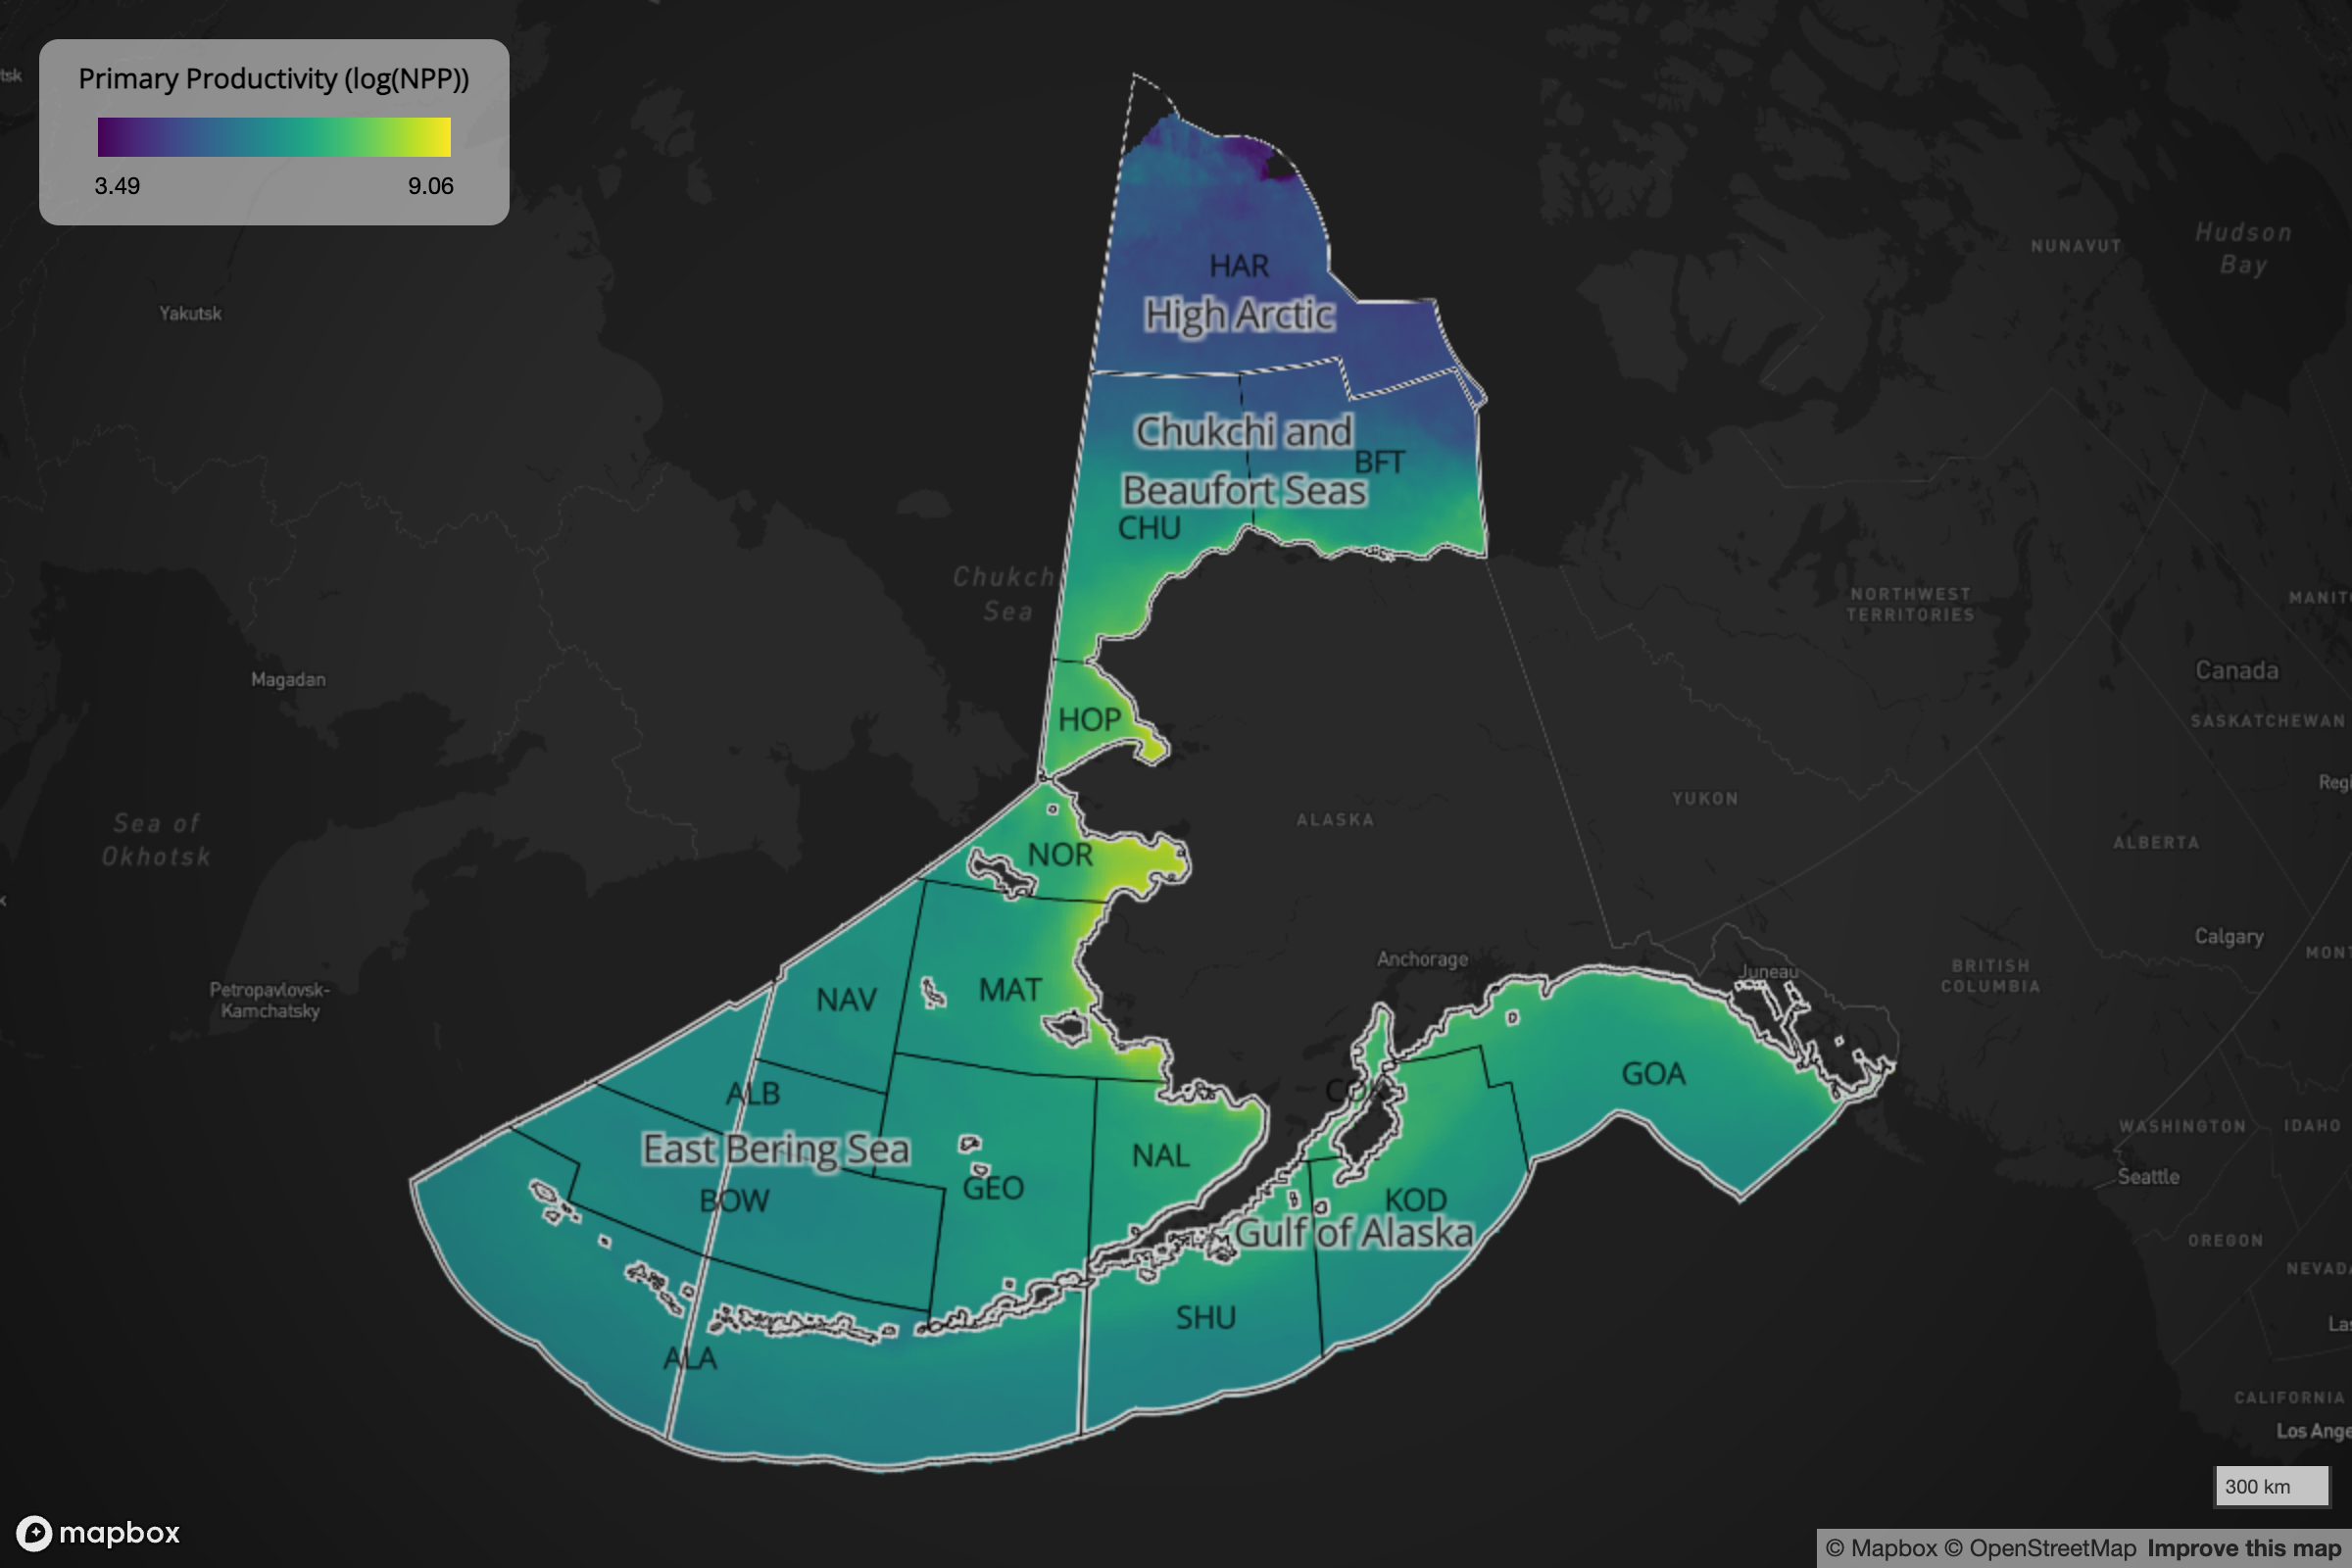 Primary Productivity (log(NPP))
3.49 9.06
Yakutsk
Magadan
Sea of
Okhotsk
Petropavlovsk-
Kamchatsky
Chukch
Sea
HAR
High Arctic
Chukchi and
BFT
Beaufort Seas
CHU
HOP
NOR
NAV
MAT
ALB
East Bering Sea
BOW
GEO
NAL
ALA
SHU
KOD
Gulf of Alaska
GOA
ALASKA
Anchorage
Juneau
YUKON
NUNAVUT
Hudson
Bay
NORTHWEST
TERRITORIES
MANIT
Canada
SASKATCHEWAN
Regi
ALBERTA
Calgary
MONT
BRITISH
COLUMBIA
WASHINGTON
IDAHO
Seattle
OREGON
NEVADA
Las
CALIFORNIA
Los Ange
300 km
mapbox
© Mapbox © OpenStreetMap Improve this map